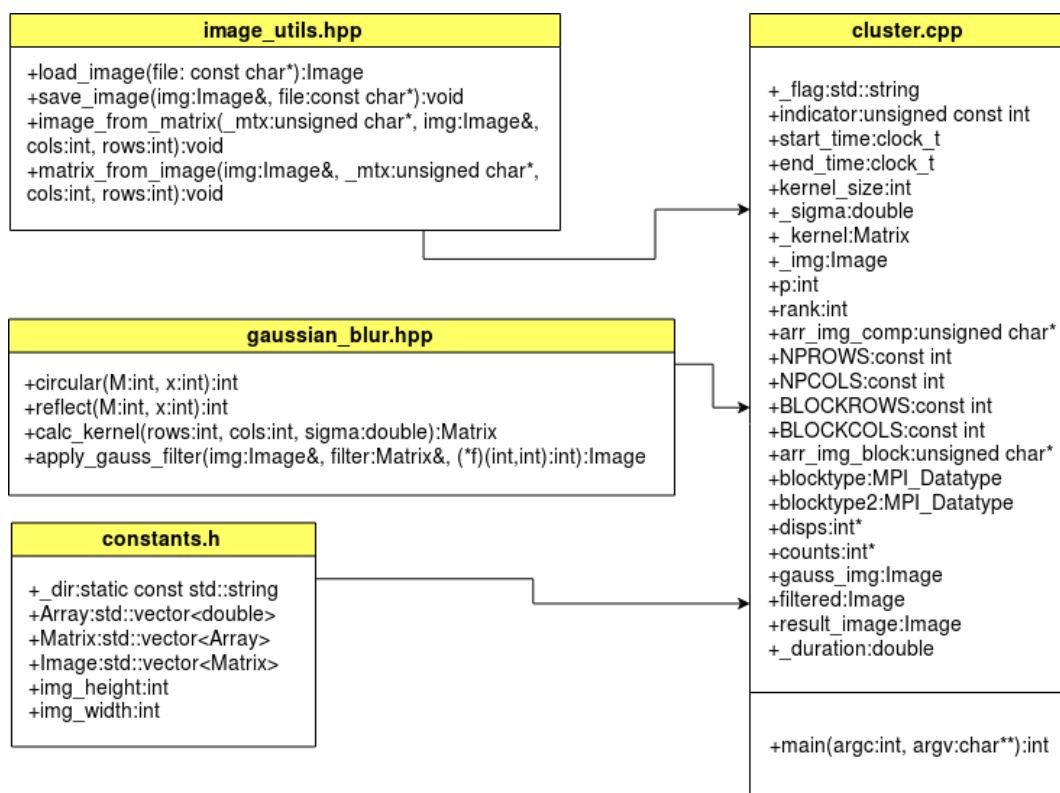 image_utils.hpp
+load_image(file: const char*):Image
+save_image(img:Image&, file:const char*):void
+image_from_matrix(_mtx:unsigned char*, img:Image&,
cols:int, rows:int):void
+matrix_from_image(img:Image&, _mtx:unsigned char*,
cols:int, rows:int):void
gaussian_blur.hpp
+circular(M:int, x:int):int
+reflect(M:int, x:int):int
+calc_kernel(rows:int, cols:int, sigma:double):Matrix
+apply_gauss_filter(img:Image&, filter:Matrix&, (*f)(int,int):int):Image
constants.h
+_dir:static const std::string
+Array:std::vector<double>
+Matrix:std::vector<Array>
+Image:std::vector<Matrix>
+img_height:int
+img_width:int
cluster.cpp
+_flag:std::string
+indicator:unsigned const int
+start_time:clock_t
+end_time:clock_t
+kernel_size:int
+_sigma:double
+_kernel:Matrix
+_img:Image
+p:int
+rank:int
+arr_img_comp:unsigned char*
+NPROWS:const int
+NPCOLS:const int
+BLOCKROWS:const int
+BLOCKCOLS:const int
+arr_img_block:unsigned char*
+blocktype:MPI_Datatype
+blocktype2:MPI_Datatype
+disps:int*
+counts:int*
+gauss_img:Image
+filtered:Image
+result_image:Image
+_duration:double
+main(argc:int, argv:char**):int